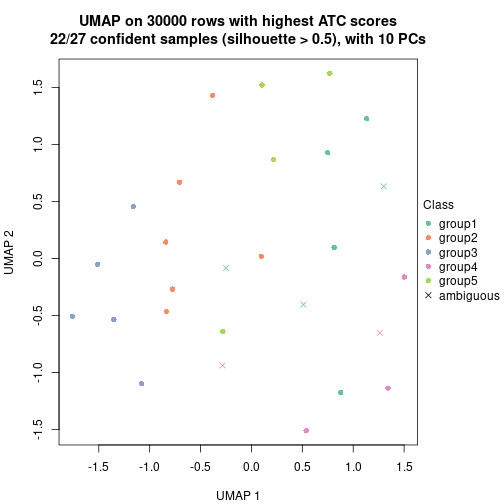 UMAP on 30000 rows with highest ATC scores
22/27 confident samples (silhouette > 0.5), with 10 PCs
UMAP 2
1.5
1.0
0.5
0.0
-0.5
-1.0
-1.5
-1.5
-1.0
-0.5
0.0
0.5
1.0
1.5
UMAP 1
Class
group1
group2
group3
group4
group5
ambiguous